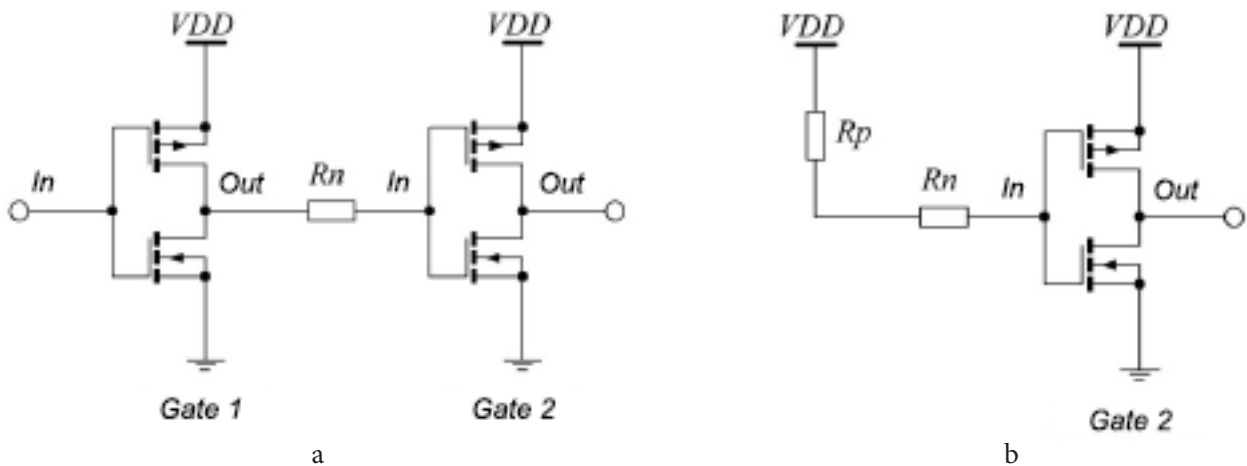 VDD VDD VDD VDD
Rp
In Out Rn In Out Rn In Out
Gate 1 Gate 2 Gate 2
a b